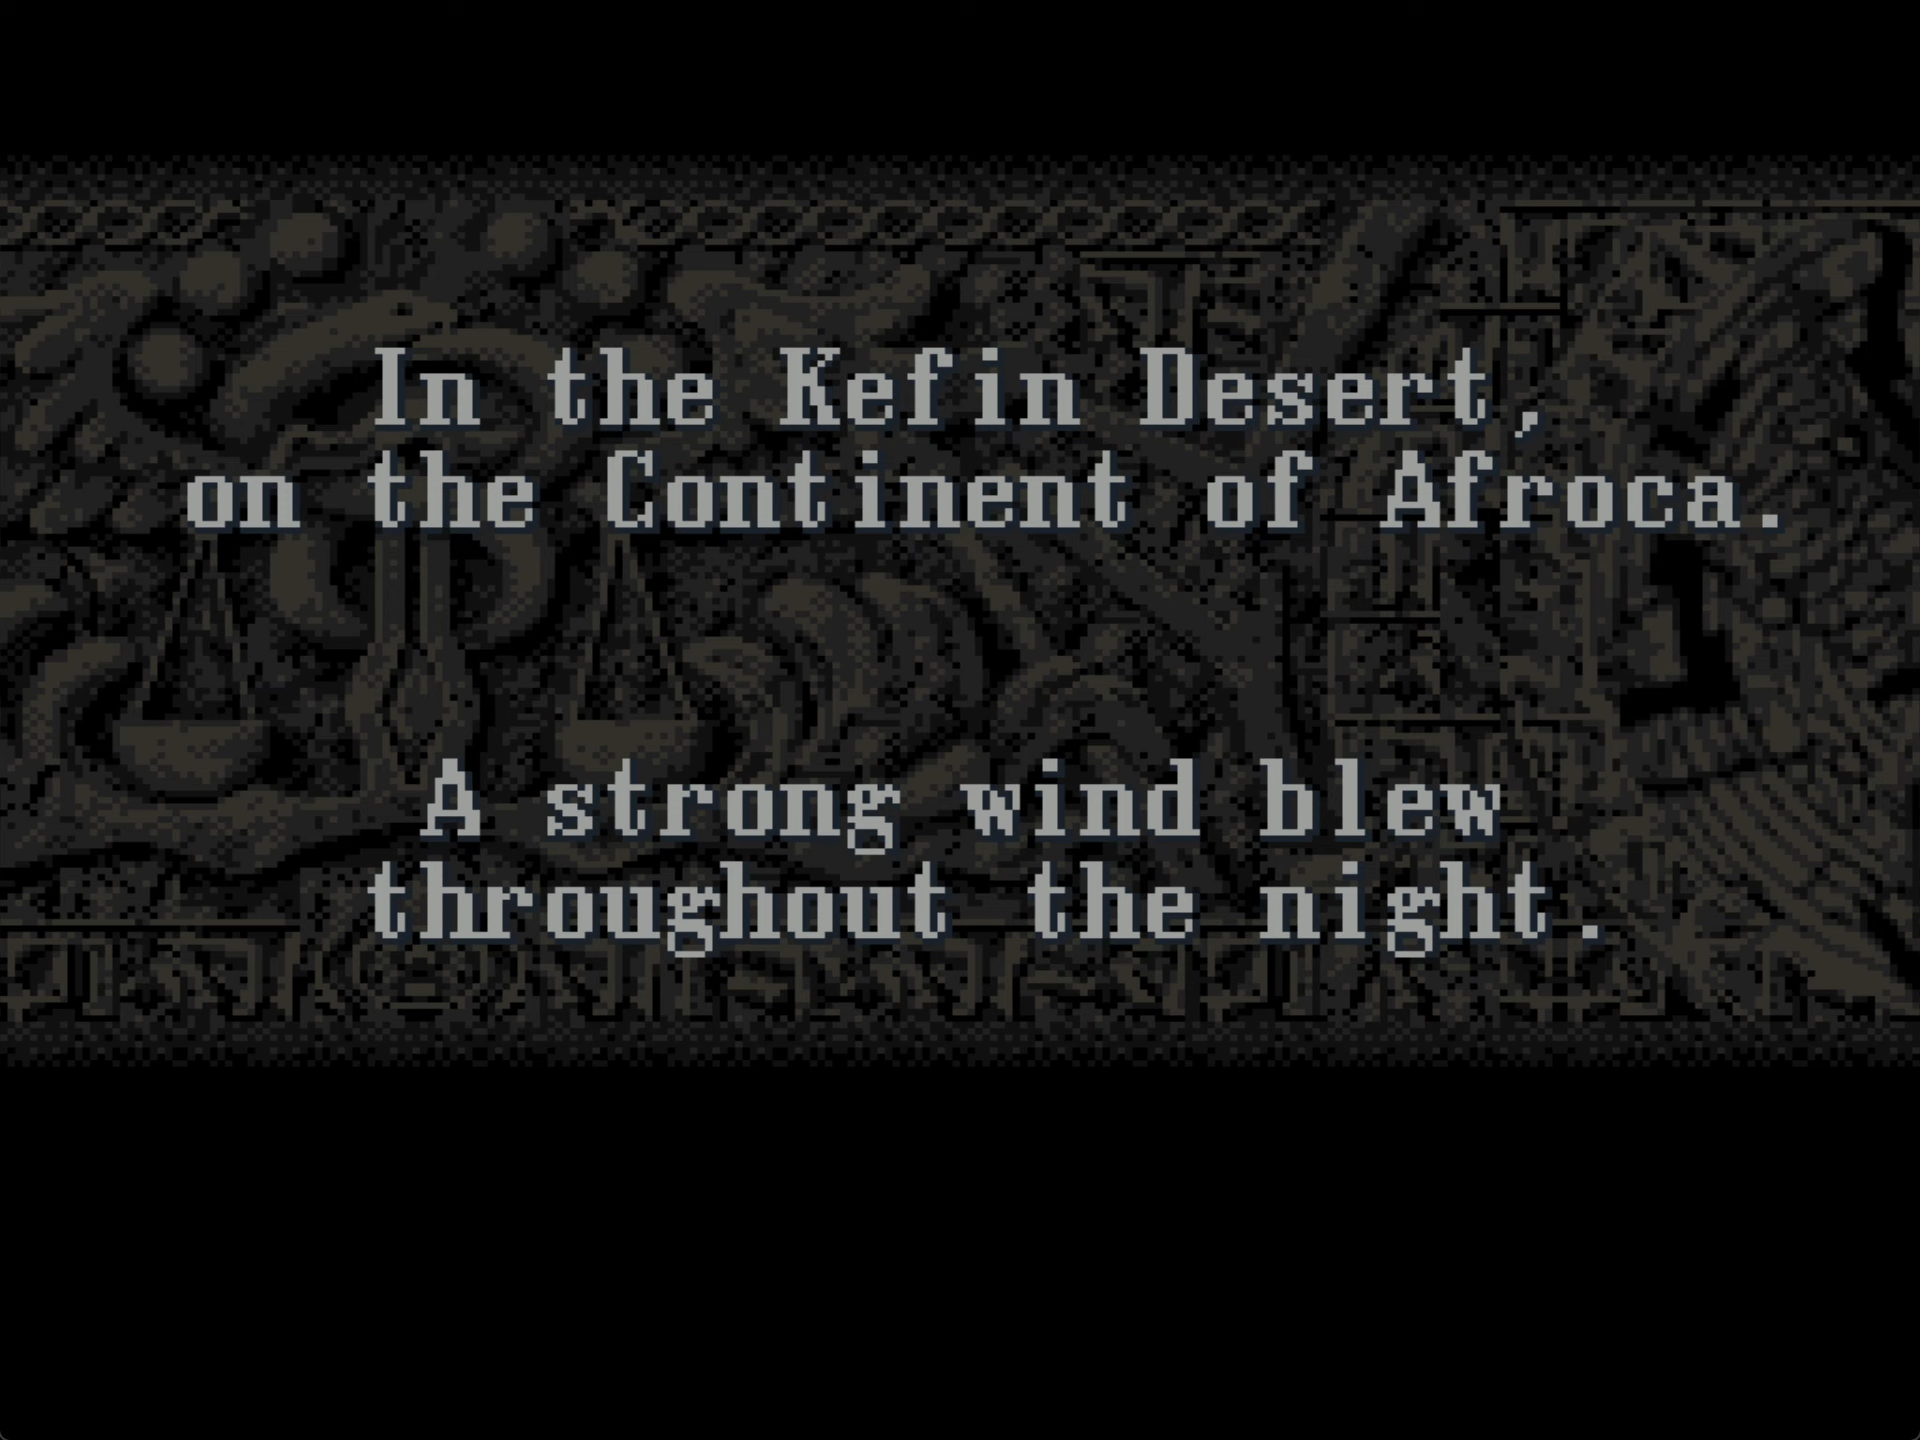 In the Kefin Desert,
on the Continent of Afroca.
A strong wind blew
throughout the night.